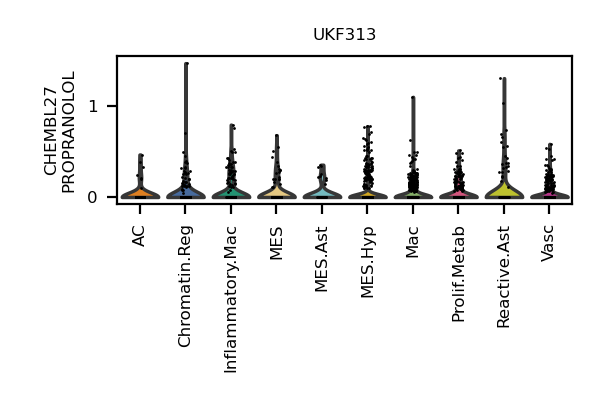 UKF313
CHEMBL27
PROPRANOLOL
1
0
AC
Chromatin.Reg
Inflammatory.Mac
MES
MES.Ast
MES.Hyp
Mac
Prolif.Metab
Reactive.Ast
Vasc